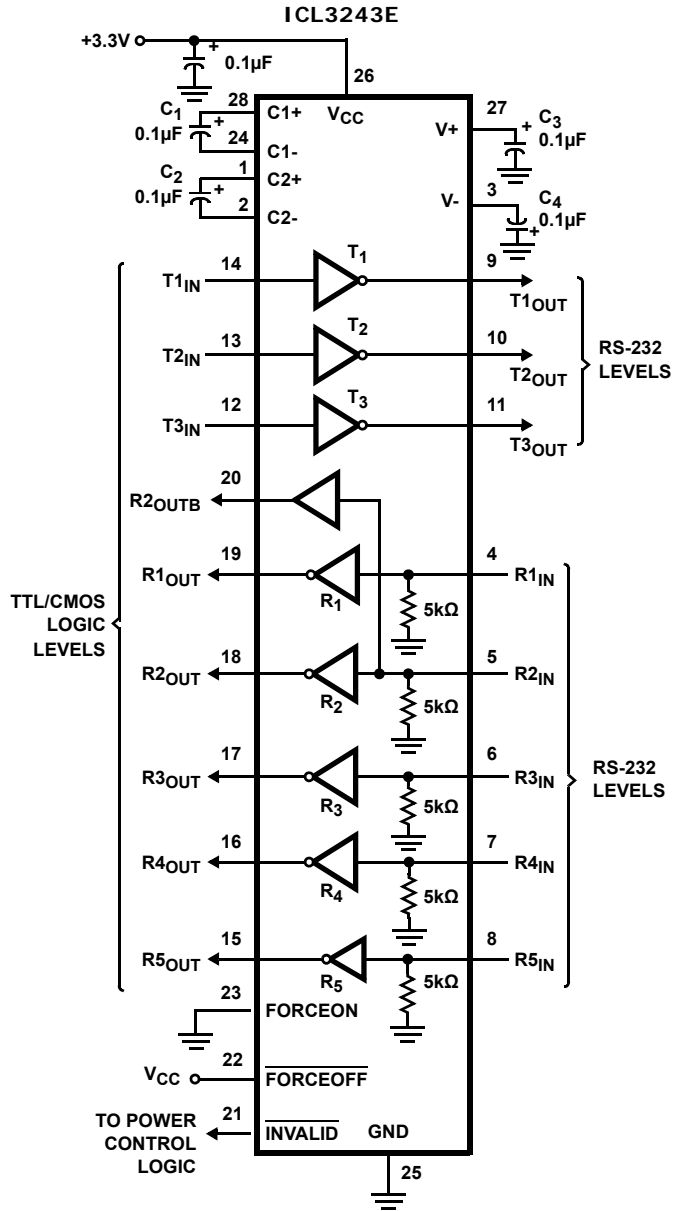 ICL3243E
+3.3V
+
0.1µF
26
C1
0.1µF
+
28
C1+
VCC
24
C1-
27
V+
+
C3
0.1µF
C2
0.1µF
+
1
C2+
2
C2-
3
V-
C4
0.1µF
+
T1IN
14
T1
9
T1OUT
T2IN
13
T2
10
T2OUT
T3IN
12
T3
11
T3OUT
RS-232
LEVELS
R2OUTB
20
R1OUT
19
R1
4
R1IN
5kΩ
TTL/CMOS
LOGIC
LEVELS
R2OUT
18
R2
5
R2IN
5kΩ
R3OUT
17
R3
6
R3IN
5kΩ
RS-232
LEVELS
R4OUT
16
R4
7
R4IN
5kΩ
R5OUT
15
R5
8
R5IN
5kΩ
23
FORCEON
VCC
22
FORCEOFF
TO POWER
CONTROL
LOGIC
21
INVALID
GND
25